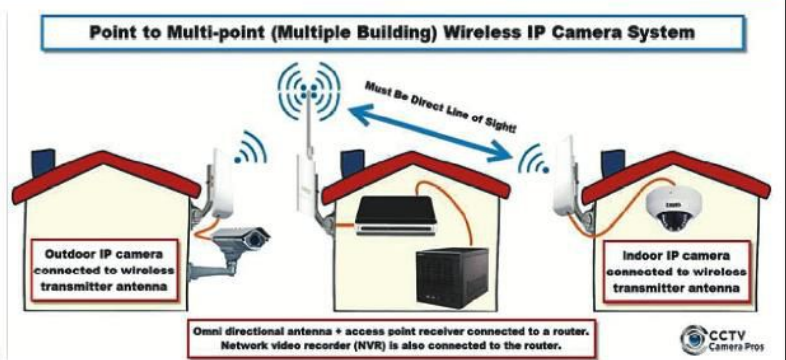 Point to Multi-point (Multiple Building) Wireless IP Camera System
Must Be Direct Line of Sight!
Outdoor IP camera
connected to wireless
transmitter antenna
Indoor IP camera
connected to wireless
transmitter antenna
Omni directional antenna + access point receiver connected to a router.
Network video recorder (NVR) is also connected to the router.
CCTV
Camera Pros